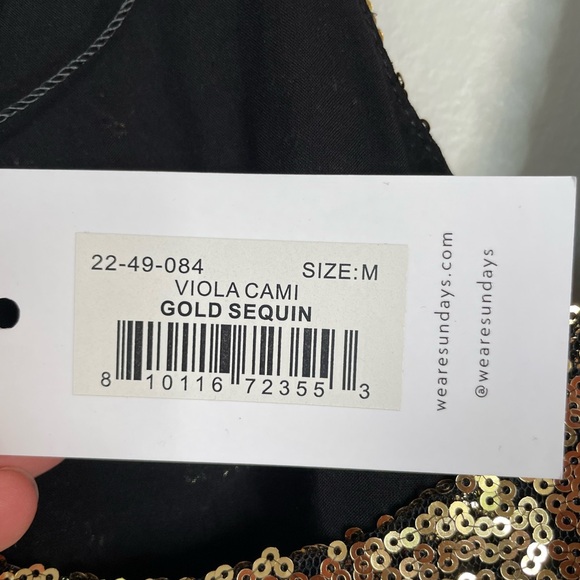 22-49-084 SIZE:M
VIOLA CAMI
GOLD SEQUIN
8 10116 72355 3
wearesundays.com
@wearesundays